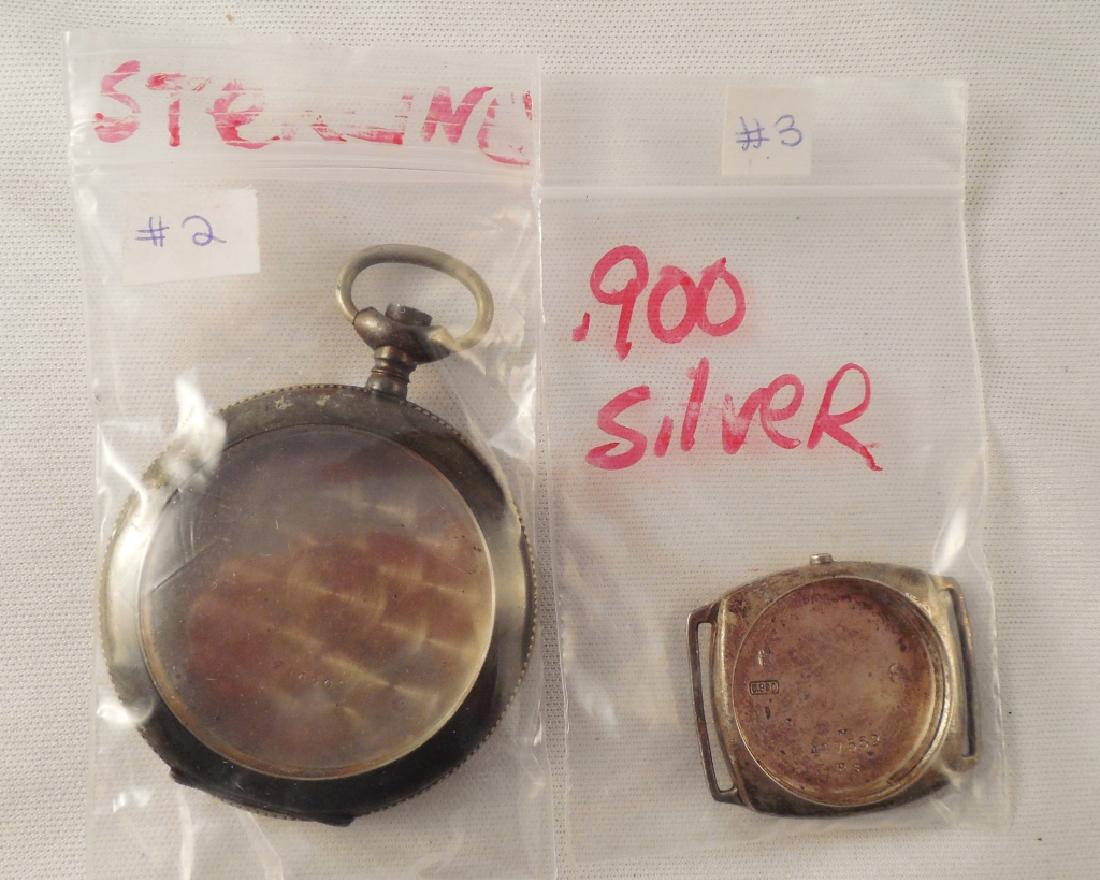 STERLING
#2
#3
.900
SilveR